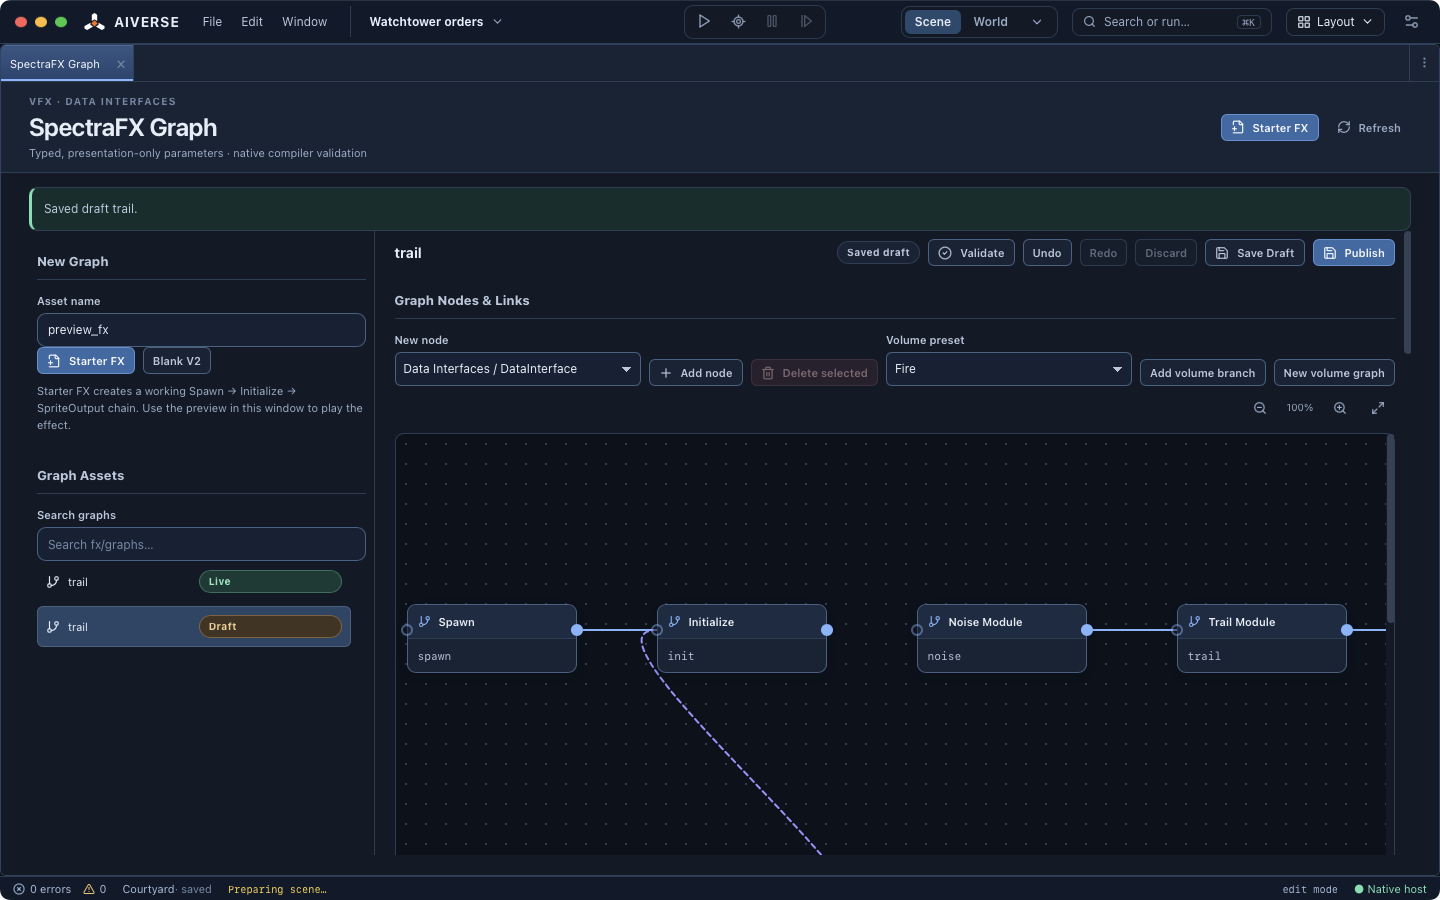 AIVERSE File Edit Window Watchtower orders Scene World Search or run... ⌘K Layout
SpectraFX Graph
VFX · DATA INTERFACES
SpectraFX Graph
Starter FX Refresh
Typed, presentation-only parameters · native compiler validation
Saved draft trail.
New Graph
Asset name
preview_fx
Starter FX Blank V2
Starter FX creates a working Spawn → Initialize →
SpriteOutput chain. Use the preview in this window to play the
effect.
Graph Assets
Search graphs
Search fx/graphs...
trail Live
trail Draft
trail Saved draft Validate Undo Redo Discard Save Draft Publish
Graph Nodes & Links
New node Volume preset
Data Interfaces / DataInterface Add node Delete selected Fire Add volume branch New volume graph
100%
Spawn Initialize Noise Module Trail Module
spawn init noise trail
0 errors 0 Courtyard · saved Preparing scene… edit mode Native host